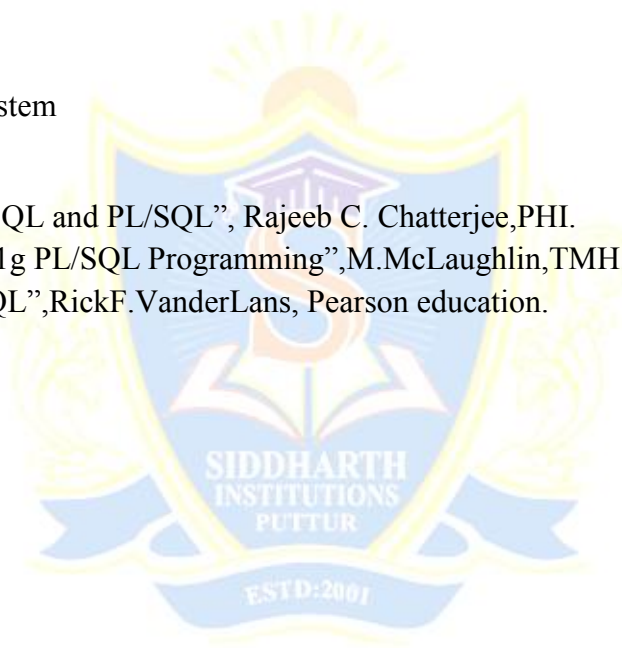 stem
QL and PL/SQL”, Rajeeb C. Chatterjee,PHI.
1g PL/SQL Programming”,M.McLaughlin,TMH
QL”,RickF.VanderLans, Pearson education.
SIDDHARTH
INSTITUTIONS
PUTTUR
ESTD:2001